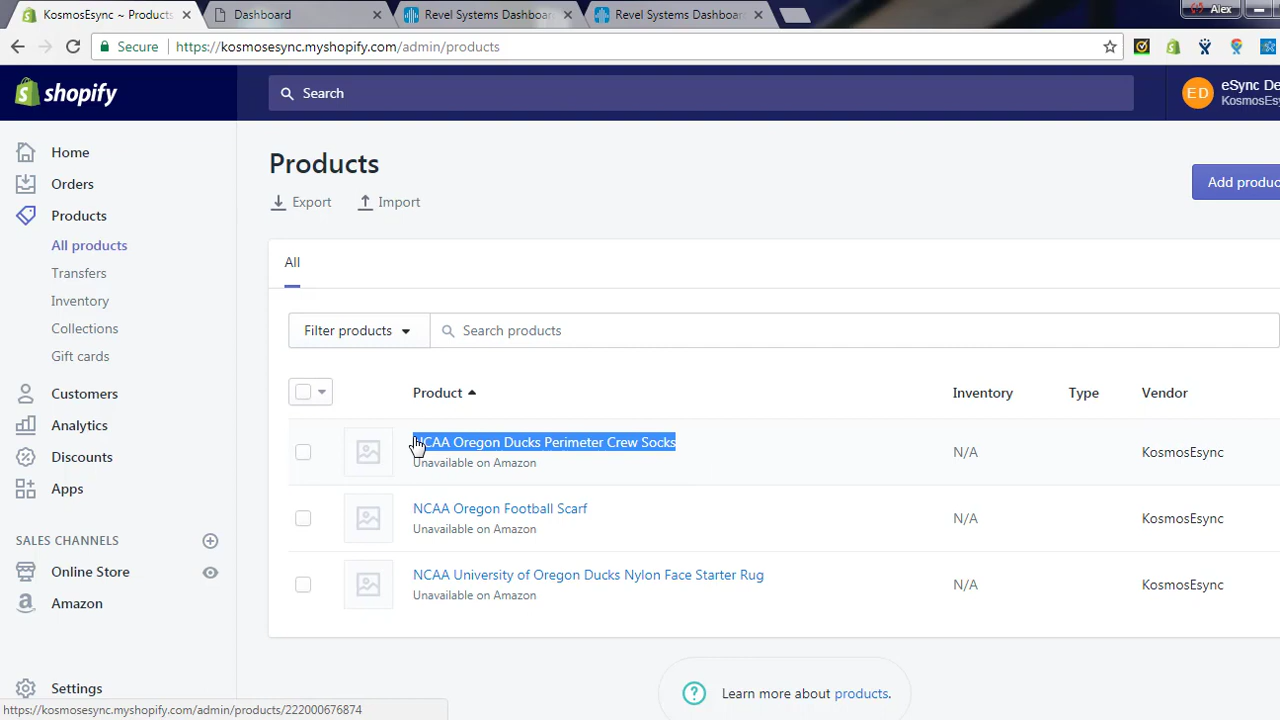 KosmosEsync ~ Products
Dashboard
Revel Systems Dashboar
Revel Systems Dashboar
Alex
Secure
https://kosmosesync.myshopify.com/admin/products
shopify
Search
ED
eSync De
KosmosEsy
Home
Orders
Products
All products
Transfers
Inventory
Collections
Gift cards
Customers
Analytics
Discounts
Apps
SALES CHANNELS
Online Store
Amazon
Settings
Products
Export
Import
Add produc
All
Filter products
Search products
Product
Inventory
Type
Vendor
NCAA Oregon Ducks Perimeter Crew Socks
Unavailable on Amazon
N/A
KosmosEsync
NCAA Oregon Football Scarf
Unavailable on Amazon
N/A
KosmosEsync
NCAA University of Oregon Ducks Nylon Face Starter Rug
Unavailable on Amazon
N/A
KosmosEsync
Learn more about products.
https://kosmosesync.myshopify.com/admin/products/222000676874